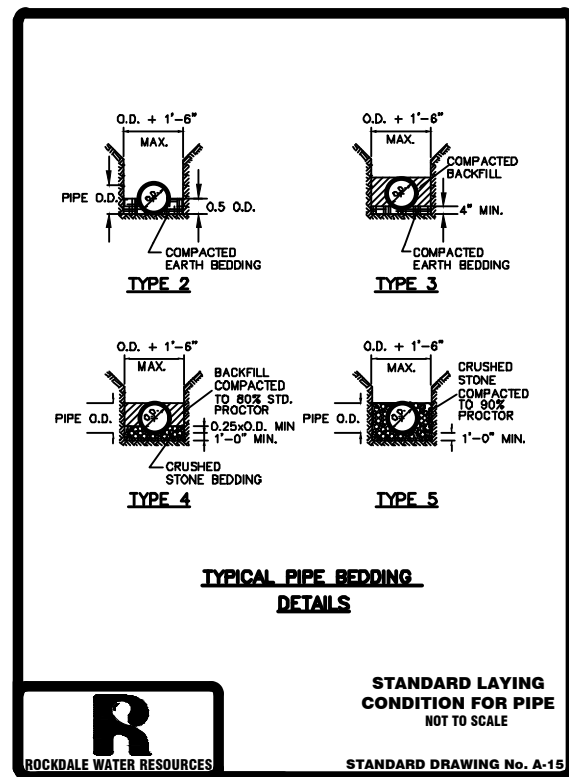 O.D. + 1'-6"
MAX.
PIPE O.D.
O.D.
0.5 O.D.
COMPACTED
EARTH BEDDING
TYPE 2
O.D. + 1'-6"
MAX.
COMPACTED
BACKFILL
O.D.
4" MIN.
COMPACTED
EARTH BEDDING
TYPE 3
O.D. + 1'-6"
MAX.
BACKFILL
COMPACTED
TO 80% STD.
PROCTOR
PIPE O.D.
O.D.
0.25xO.D. MIN
1'-0" MIN.
CRUSHED
STONE BEDDING
TYPE 4
O.D. + 1'-6"
MAX.
CRUSHED
STONE
COMPACTED
TO 90%
PROCTOR
PIPE O.D.
O.D.
1'-0" MIN.
TYPE 5
TYPICAL PIPE BEDDING
DETAILS
R
ROCKDALE WATER RESOURCES
STANDARD LAYING
CONDITION FOR PIPE
NOT TO SCALE
STANDARD DRAWING No. A-15